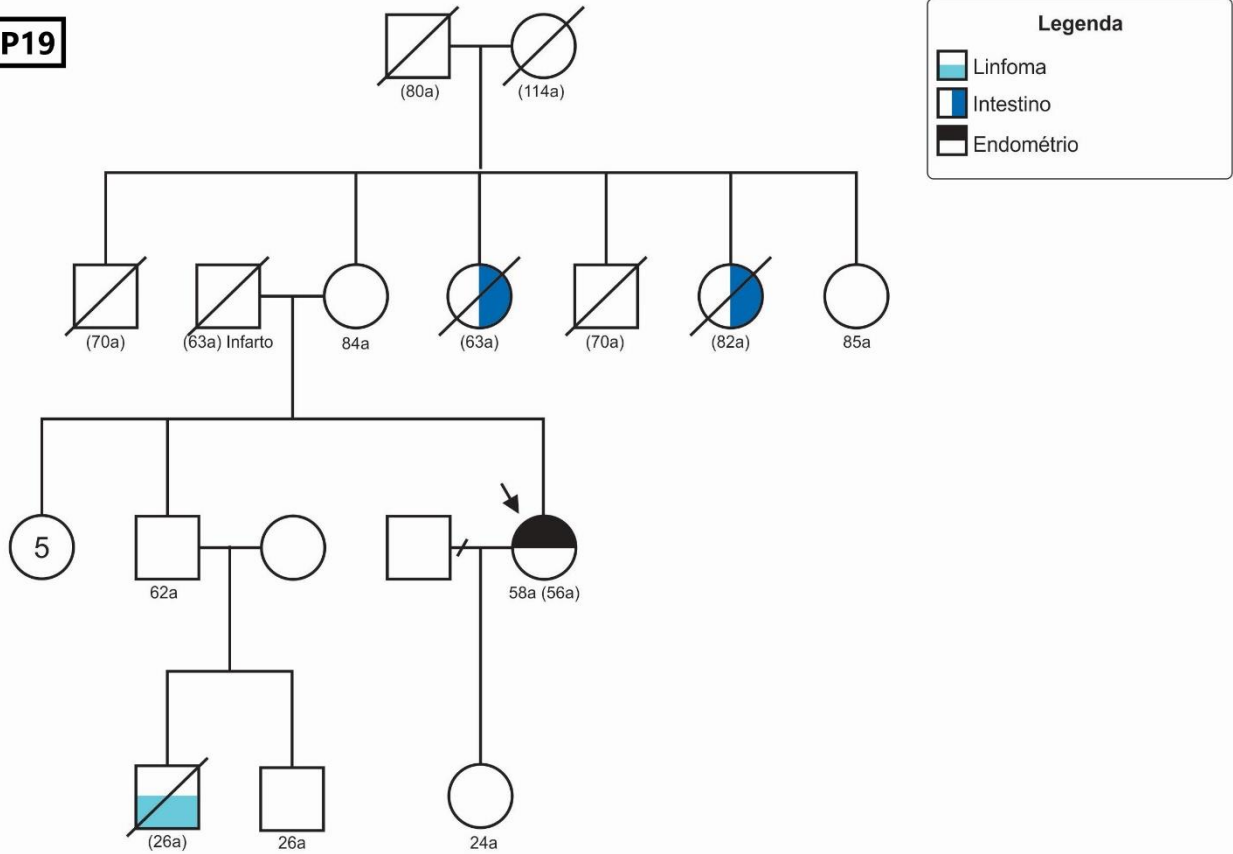 P19
Legenda
Linfoma
Intestino
Endométrio
(80a) (114a)
(70a) (63a) Infarto 84a (63a) (70a) (82a) 85a
5
62a 58a (56a)
(26a) 26a 24a